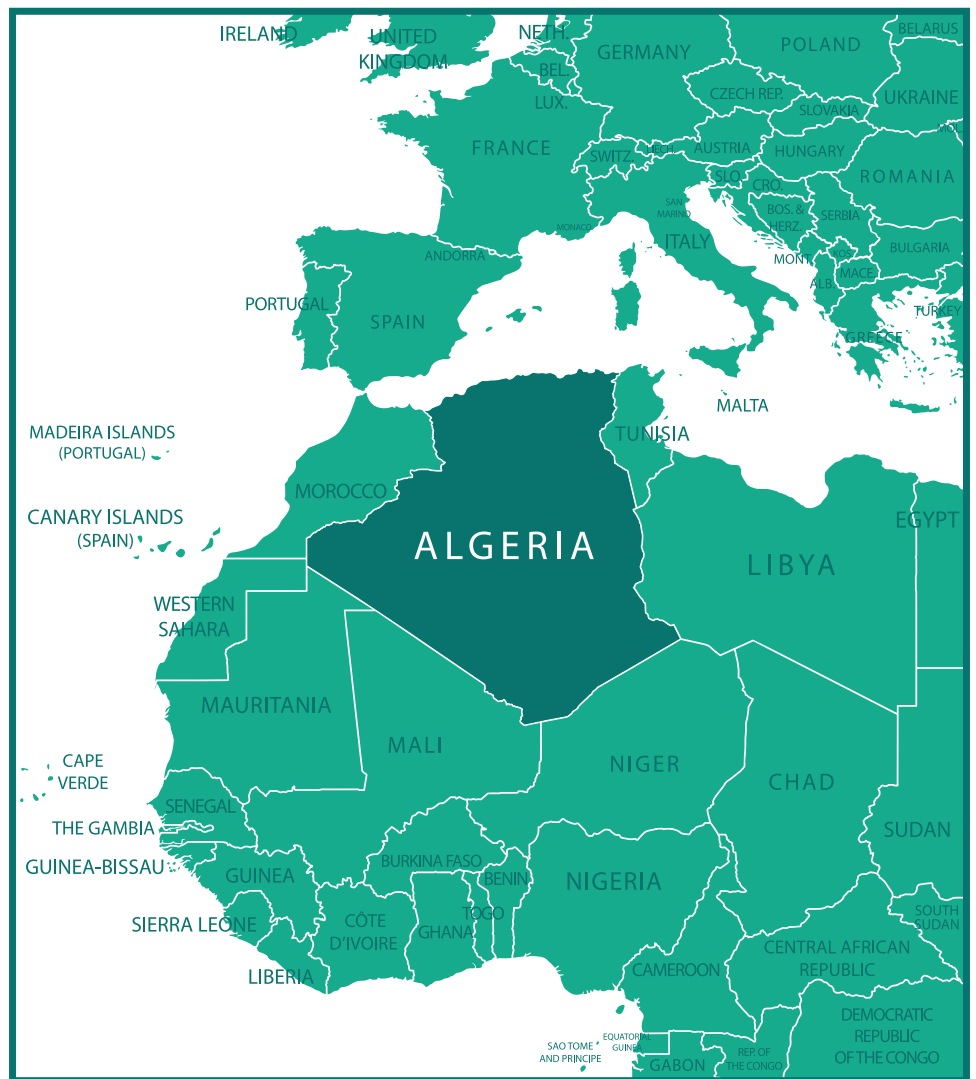 IRELAND
UNITED
KINGDOM
NETH.
BEL.
LUX.
GERMANY
POLAND
BELARUS
CZECH REP.
SLOVAKIA
UKRAINE
FRANCE
SWITZ.
LIECH.
AUSTRIA
HUNGARY
MOL.
ROMANIA
SLO.
CRO.
SAN
MARINO
BOS. &
HERZ.
SERBIA
MONACO
ITALY
MONT.
KOS.
BULGARIA
ALB.
MACE.
ANDORRA
PORTUGAL
SPAIN
GREECE
TURKEY
MALTA
MADEIRA ISLANDS
(PORTUGAL)
TUNISIA
MOROCCO
CANARY ISLANDS
(SPAIN)
ALGERIA
LIBYA
EGYPT
WESTERN
SAHARA
MAURITANIA
MALI
NIGER
CHAD
SUDAN
CAPE
VERDE
SENEGAL
THE GAMBIA
GUINEA-BISSAU
GUINEA
BURKINA FASO
BENIN
NIGERIA
SIERRA LEONE
CÔTE
D'IVOIRE
GHANA
TOGO
SOUTH
SUDAN
LIBERIA
CAMEROON
CENTRAL AFRICAN
REPUBLIC
DEMOCRATIC
REPUBLIC
OF THE CONGO
EQUATORIAL
GUINEA
SAO TOME
AND PRINCIPE
GABON
REP. OF
THE CONGO